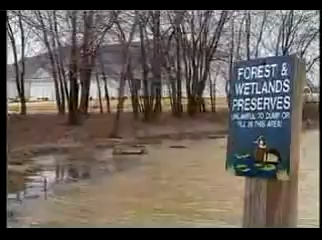 FOREST &
WETLANDS
PRESERVES
UNLAWFUL TO DUMP OR
FILL IN THIS AREA